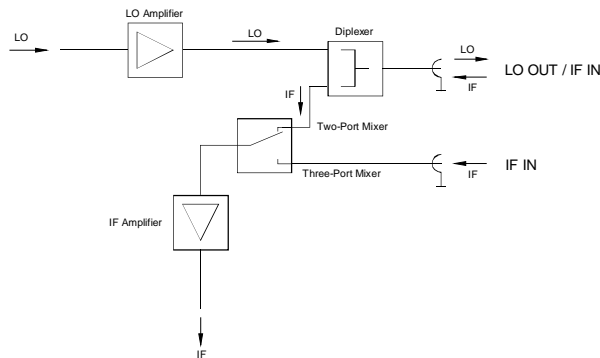 LO Amplifier
LO
LO
Diplexer
LO
LO OUT / IF IN
IF
IF
Two-Port Mixer
IF IN
IF
Three-Port Mixer
IF Amplifier
IF